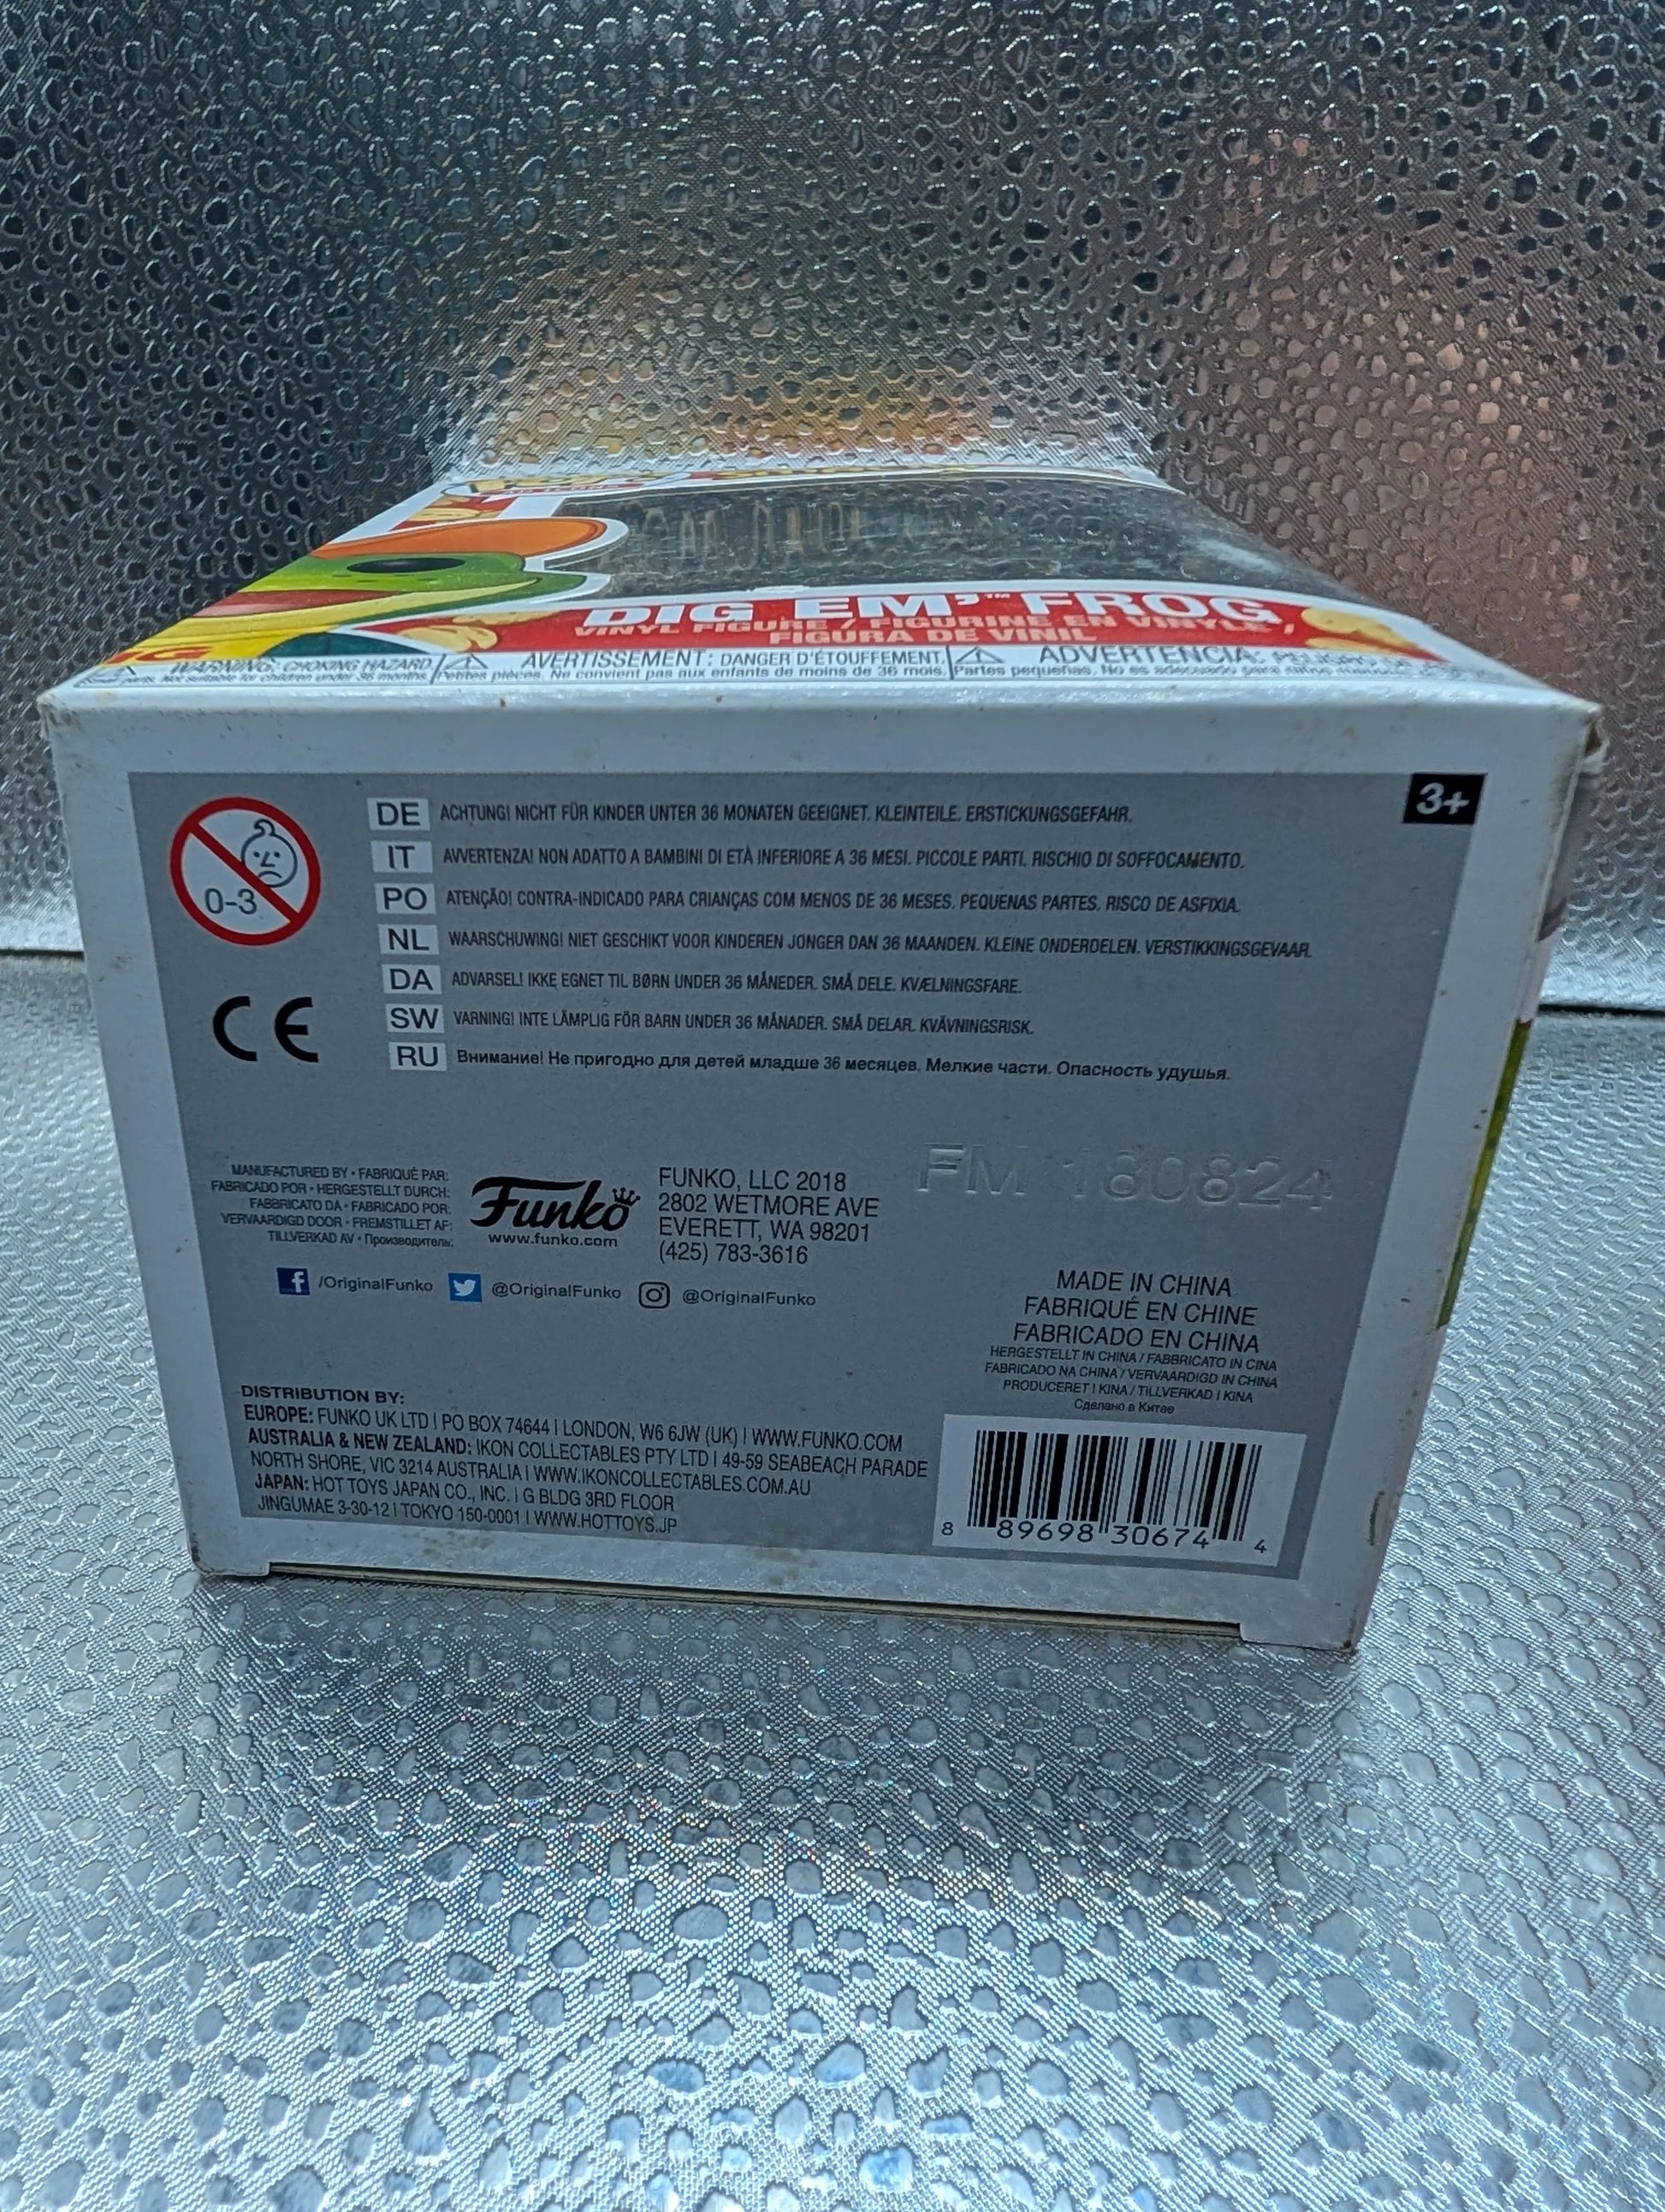 DIG EM'™ FROG
VINYL FIGURE / FIGURINE EN VINYLE /
FIGURA DE VINIL
WARNING: CHOKING HAZARD.
parts. Not suitable for children under 36 months
AVERTISSEMENT: DANGER D'ÉTOUFFEMENT.
Petites pièces. Ne convient pas aux enfants de moins de 36 mois.
ADVERTENCIA:
Partes pequeñas. No es
3+
0-3
DE ACHTUNG! NICHT FÜR KINDER UNTER 36 MONATEN GEEIGNET. KLEINTEILE. ERSTICKUNGSGEFAHR.
IT AVVERTENZA! NON ADATTO A BAMBINI DI ETÀ INFERIORE A 36 MESI. PICCOLE PARTI. RISCHIO DI SOFFOCAMENTO.
PO ATENÇÃO! CONTRA-INDICADO PARA CRIANÇAS COM MENOS DE 36 MESES. PEQUENAS PARTES. RISCO DE ASFIXIA.
NL WAARSCHUWING! NIET GESCHIKT VOOR KINDEREN JONGER DAN 36 MAANDEN. KLEINE ONDERDELEN. VERSTIKKINGSGEVAAR.
DA ADVARSEL! IKKE EGNET TIL BØRN UNDER 36 MÅNEDER. SMÅ DELE. KVÆLNINGSFARE.
SW VARNING! INTE LÄMPLIG FÖR BARN UNDER 36 MÅNADER. SMÅ DELAR. KVÄVNINGSRISK.
RU Внимание! Не пригодно для детей младше 36 месяцев. Мелкие части. Опасность удушья.
CE
MANUFACTURED BY • FABRIQUÉ PAR:
FABRICADO POR • HERGESTELLT DURCH:
FABBRICATO DA • FABRICADO POR:
VERVAARDIGD DOOR • FREMSTILLET AF:
TILLVERKAD AV • Производитель:
Funko
www.funko.com
FUNKO, LLC 2018
2802 WETMORE AVE
EVERETT, WA 98201
(425) 783-3616
FM 180824
/OriginalFunko @OriginalFunko @OriginalFunko
MADE IN CHINA
FABRIQUÉ EN CHINE
FABRICADO EN CHINA
HERGESTELLT IN CHINA / FABBRICATO IN CINA
FABRICADO NA CHINA / VERVAARDIGD IN CHINA
PRODUCERET I KINA / TILLVERKAD I KINA
Сделано в Китае
DISTRIBUTION BY:
EUROPE: FUNKO UK LTD | PO BOX 74644 | LONDON, W6 6JW (UK) | WWW.FUNKO.COM
AUSTRALIA & NEW ZEALAND: IKON COLLECTABLES PTY LTD | 49-59 SEABEACH PARADE
NORTH SHORE, VIC 3214 AUSTRALIA | WWW.IKONCOLLECTABLES.COM.AU
JAPAN: HOT TOYS JAPAN CO., INC. | G BLDG 3RD FLOOR
JINGUMAE 3-30-12 | TOKYO 150-0001 | WWW.HOTTOYS.JP
8 89698 30674 4